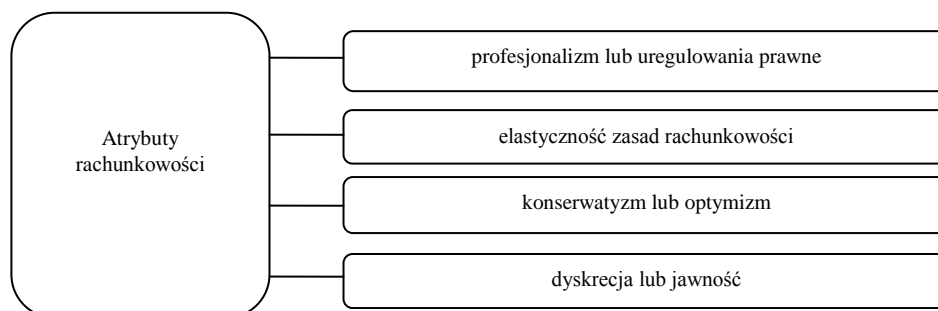 Atrybuty
rachunkowości
profesjonalizm lub uregulowania prawne
elastyczność zasad rachunkowości
konserwatyzm lub optymizm
dyskrecja lub jawność